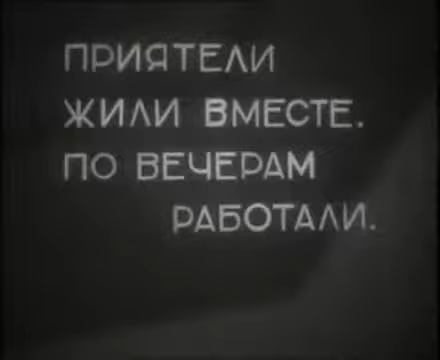 ПРИЯТЕЛИ
ЖИЛИ ВМЕСТЕ.
ПО ВЕЧЕРАМ
РАБОТАЛИ.